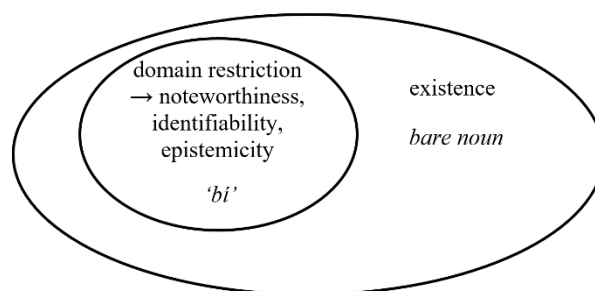 domain restriction
→ noteworthiness,
identifiability,
epistemicity
‘bí’
existence
bare noun